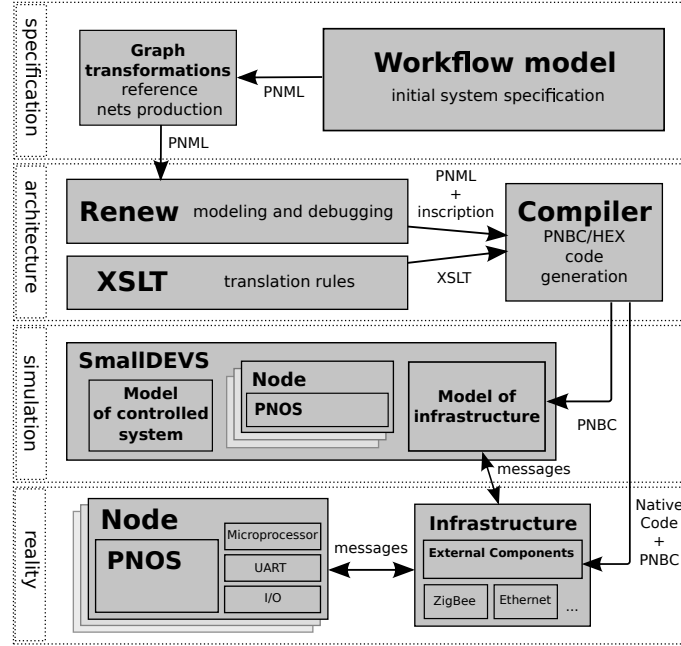 specification
Graph
transformations
reference
nets production
PNML
Workflow model
initial system specification
PNML
architecture
Renew modeling and debugging
XSLT translation rules
PNML
+
inscription
XSLT
Compiler
PNBC/HEX
code
generation
simulation
SmallDEVS
Model
of controlled
system
Node
PNOS
Model of
infrastructure
PNBC
messages
reality
Node
PNOS
Microprocessor
UART
I/O
messages
Infrastructure
External Components
ZigBee
Ethernet
...
Native
Code
+
PNBC